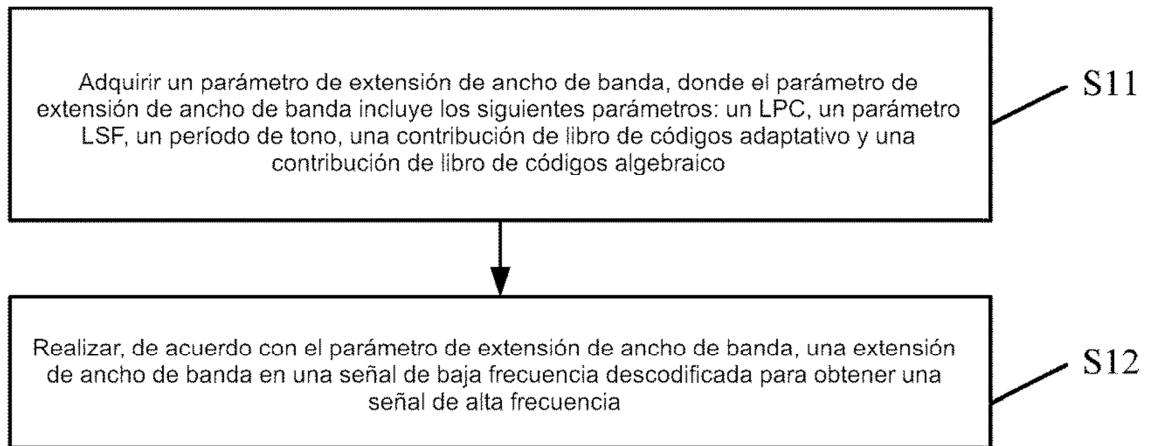 Adquirir un parámetro de extensión de ancho de banda, donde el parámetro de
extensión de ancho de banda incluye los siguientes parámetros: un LPC, un parámetro
LSF, un período de tono, una contribución de libro de códigos adaptativo y una
contribución de libro de códigos algebraico
S11
Realizar, de acuerdo con el parámetro de extensión de ancho de banda, una extensión
de ancho de banda en una señal de baja frecuencia descodificada para obtener una
señal de alta frecuencia
S12